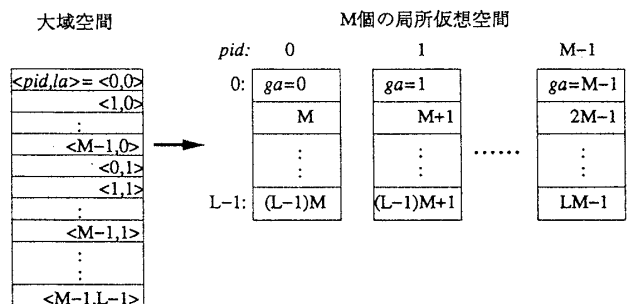 大域空間
M個の局所仮想空間
pid: 0 1 M−1
<pid,la>= <0,0>
<1,0>
⋮
<M-1,0>
<0,1>
<1,1>
⋮
<M-1,1>
⋮
<M-1,L-1>
0: ga=0 ga=1 ga=M-1
M M+1 2M-1
⋮ ⋮ ...... ⋮
L-1: (L-1)M (L-1)M+1 LM-1